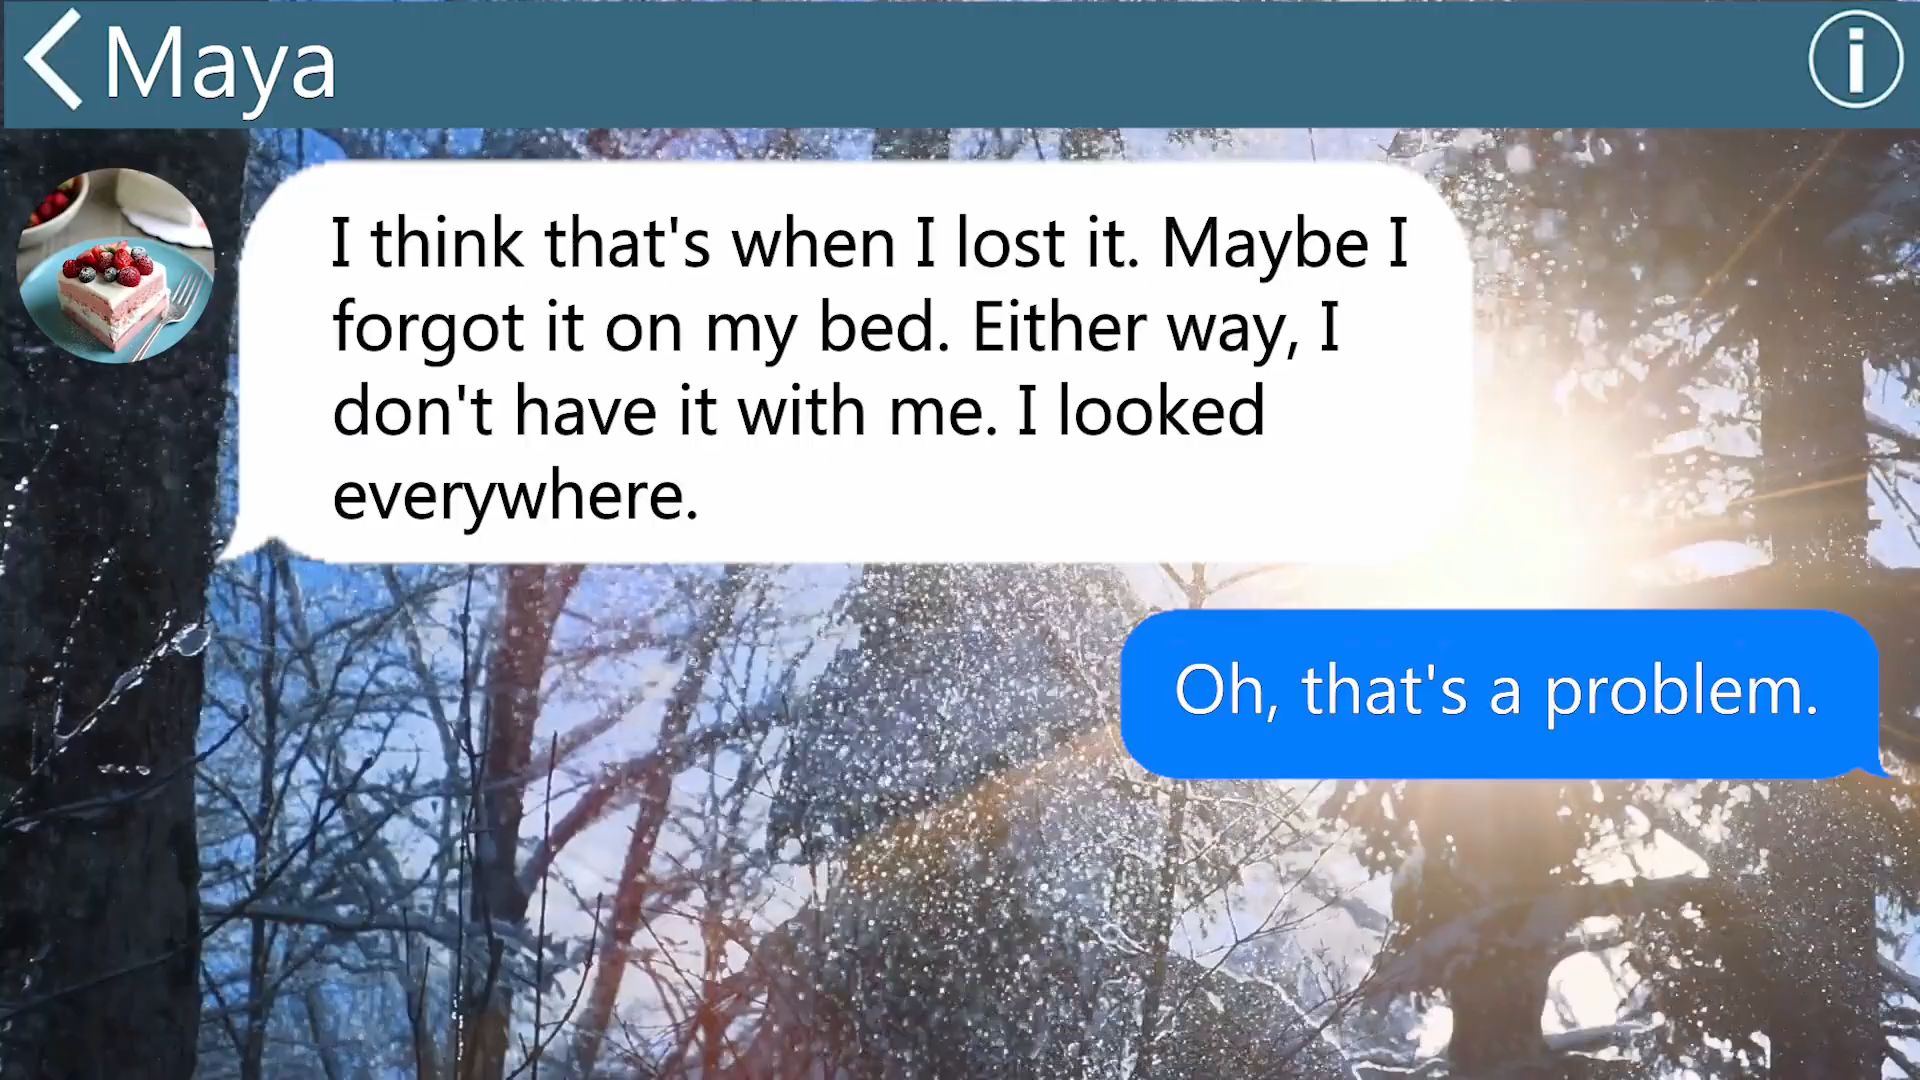 Maya
I think that's when I lost it. Maybe I
forgot it on my bed. Either way, I
don't have it with me. I looked
everywhere.
Oh, that's a problem.